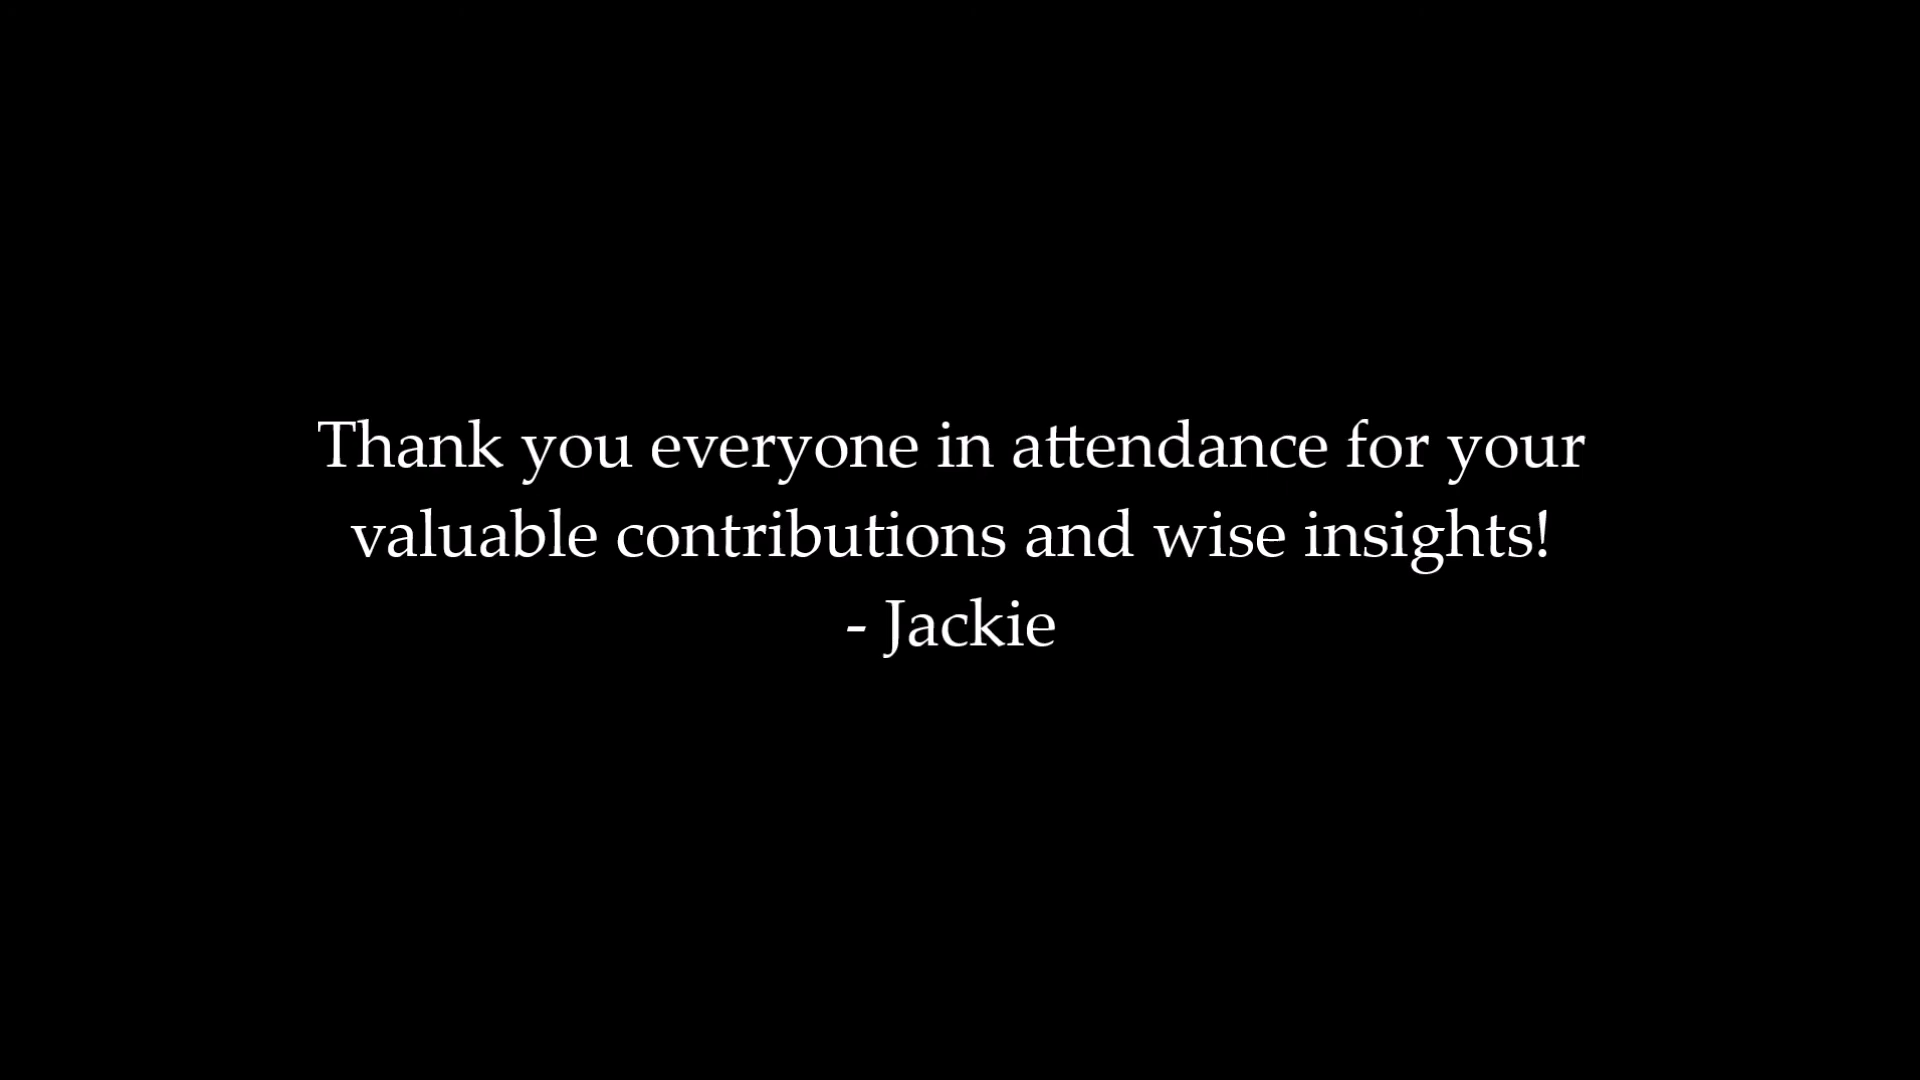 Thank you everyone in attendance for your
valuable contributions and wise insights!
- Jackie